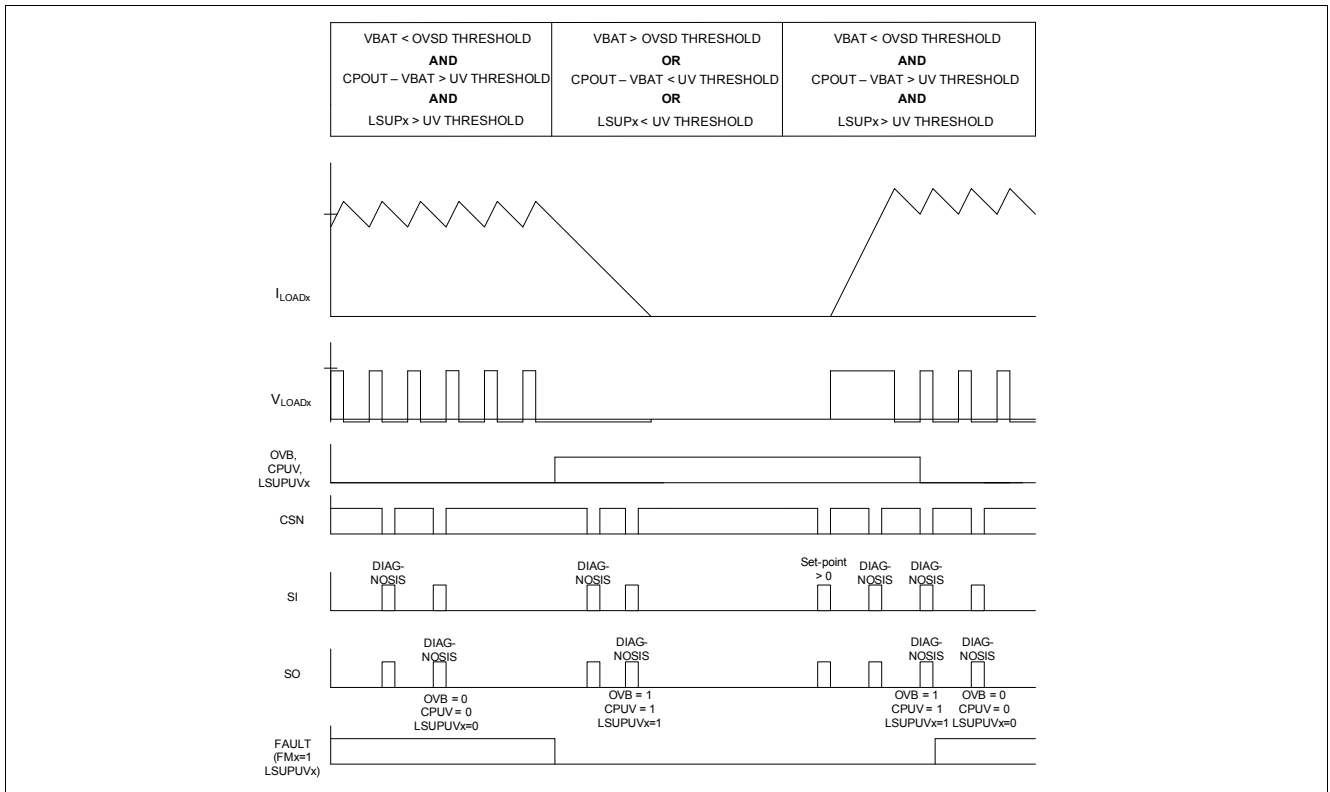 VBAT < OVSD THRESHOLD
AND
CPOUT – VBAT > UV THRESHOLD
AND
LSUPx > UV THRESHOLD
VBAT > OVSD THRESHOLD
OR
CPOUT – VBAT < UV THRESHOLD
OR
LSUPx < UV THRESHOLD
VBAT < OVSD THRESHOLD
AND
CPOUT – VBAT > UV THRESHOLD
AND
LSUPx > UV THRESHOLD
ILOADx
VLOADx
OVB,
CPUV,
LSUPUVx
CSN
SI
DIAG-
NOSIS
DIAG-
NOSIS
Set-point
> 0
DIAG-
NOSIS
DIAG-
NOSIS
SO
DIAG-
NOSIS
OVB = 0
CPUV = 0
LSUPUVx=0
DIAG-
NOSIS
OVB = 1
CPUV = 1
LSUPUVx=1
DIAG-
NOSIS
OVB = 1
CPUV = 1
LSUPUVx=1
DIAG-
NOSIS
OVB = 0
CPUV = 0
LSUPUVx=0
FAULT
(FMx=1
LSUPUVx)